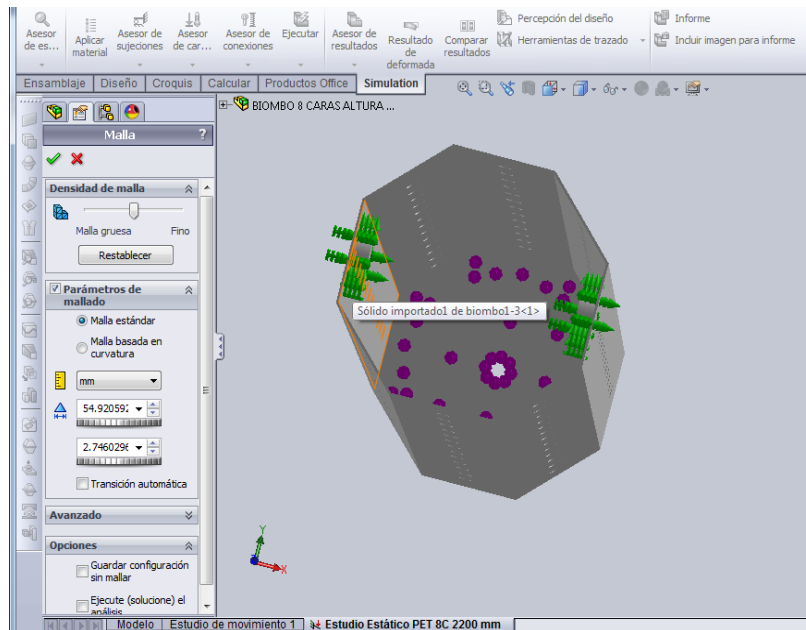 Asesor de es...
Aplicar material
Asesor de sujeciones
Asesor de car...
Asesor de conexiones
Ejecutar
Asesor de resultados
Resultado de deformada
Comparar resultados
Percepción del diseño
Herramientas de trazado
Informe
Incluir imagen para informe
Ensamblaje
Diseño
Croquis
Calcular
Productos Office
Simulation
BIOMBO 8 CARAS ALTURA ...
Malla
?
Densidad de malla
Malla gruesa
Fino
Restablecer
Parámetros de mallado
Malla estándar
Malla basada en curvatura
mm
54.920592
2.746029
Transición automática
Avanzado
Opciones
Guardar configuración sin mallar
Ejecute (solucione) el análisis
Sólido importado1 de biombo1-3<1>
Y
X
Modelo
Estudio de movimiento 1
Estudio Estático PET 8C 2200 mm